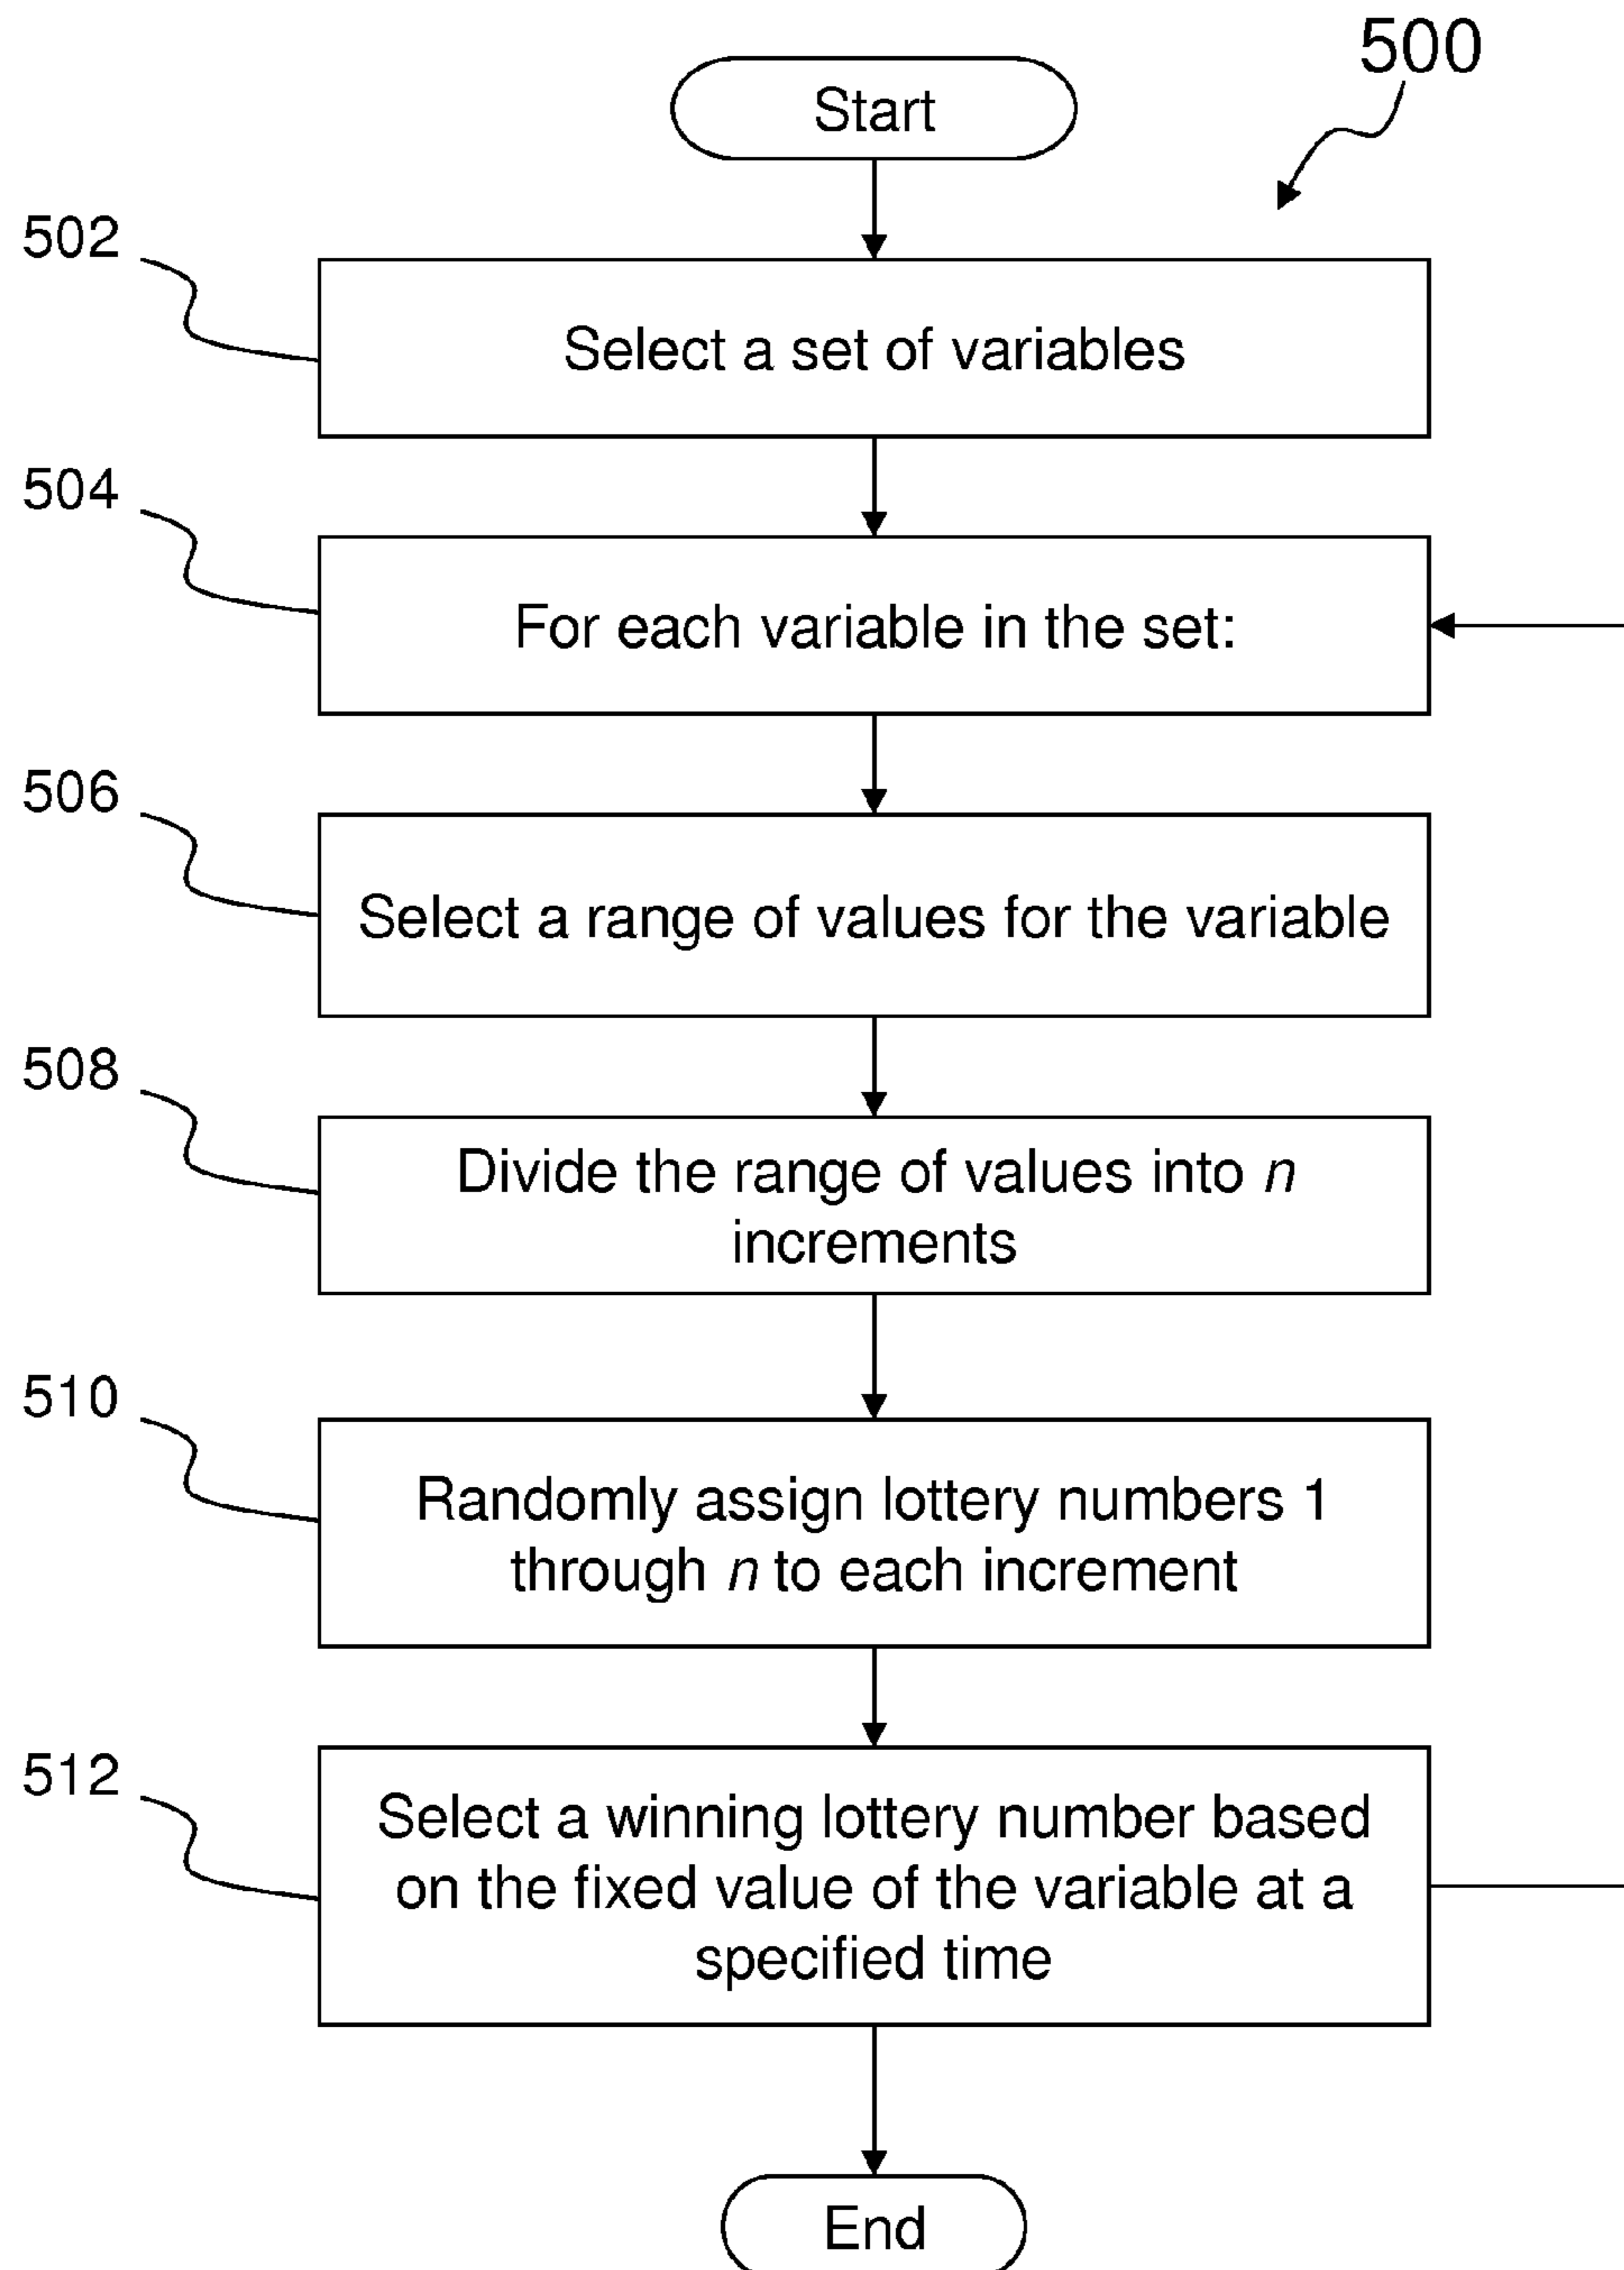 500
Start
502
Select a set of variables
504
For each variable in the set:
506
Select a range of values for the variable
508
Divide the range of values into n
increments
510
Randomly assign lottery numbers 1
through n to each increment
512
Select a winning lottery number based
on the fixed value of the variable at a
specified time
End